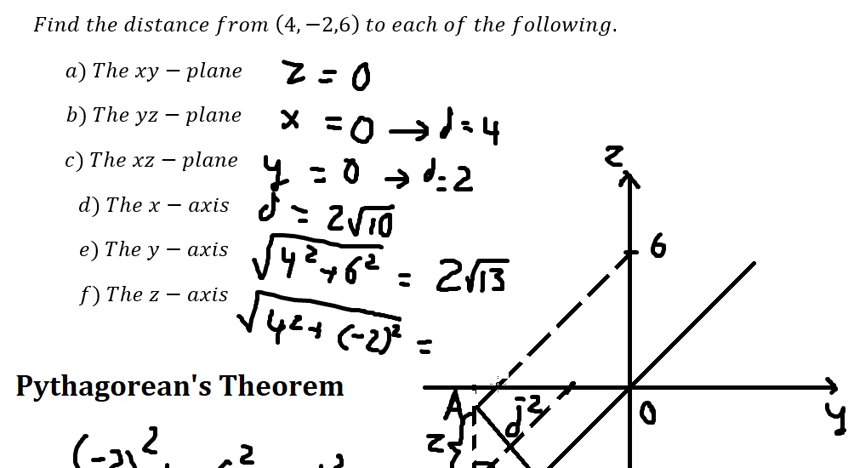 Find the distance from (4,−2,6) to each of the following.
a) The xy − plane z = 0
b) The yz − plane x = 0 → d = 4
c) The xz − plane y = 0 → d = 2
d) The x − axis d = 2√10
e) The y − axis √4²+6² = 2√13
f) The z − axis √4²+(-2)² =
z
6
Pythagorean's Theorem
A
0
y